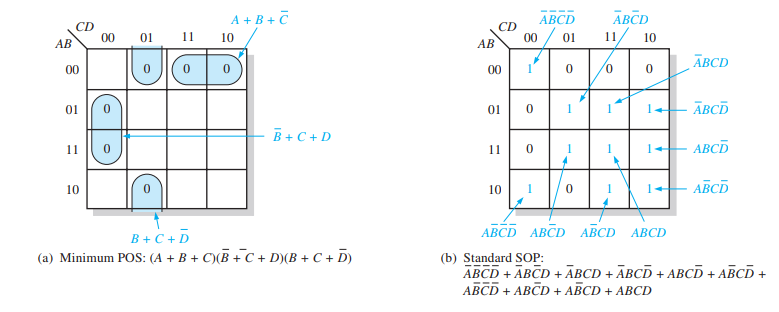 A + B + C̄
CD
AB
00 01 11 10
00 0 0 0
01 0
11 0
10 0
B̄ + C + D
B + C + D̄
(a) Minimum POS: (A + B + C)(B̄ + C̄ + D)(B + C + D̄)
ĀB̄C̄D̄ ĀBC̄D
CD
AB
00 01 11 10
00 1 0 0 0
ĀBCD
01 0 1 1 1
ĀBCD̄
11 0 1 1 1
ABCD̄
10 1 0 1 1
AB̄CD̄
AB̄C̄D̄ ABC̄D AB̄CD ABCD
(b) Standard SOP:
ĀB̄C̄D̄ + ĀBC̄D + ĀBCD + ĀBCD̄ + ABCD̄ + AB̄CD̄ +
AB̄C̄D̄ + ABC̄D + AB̄CD + ABCD